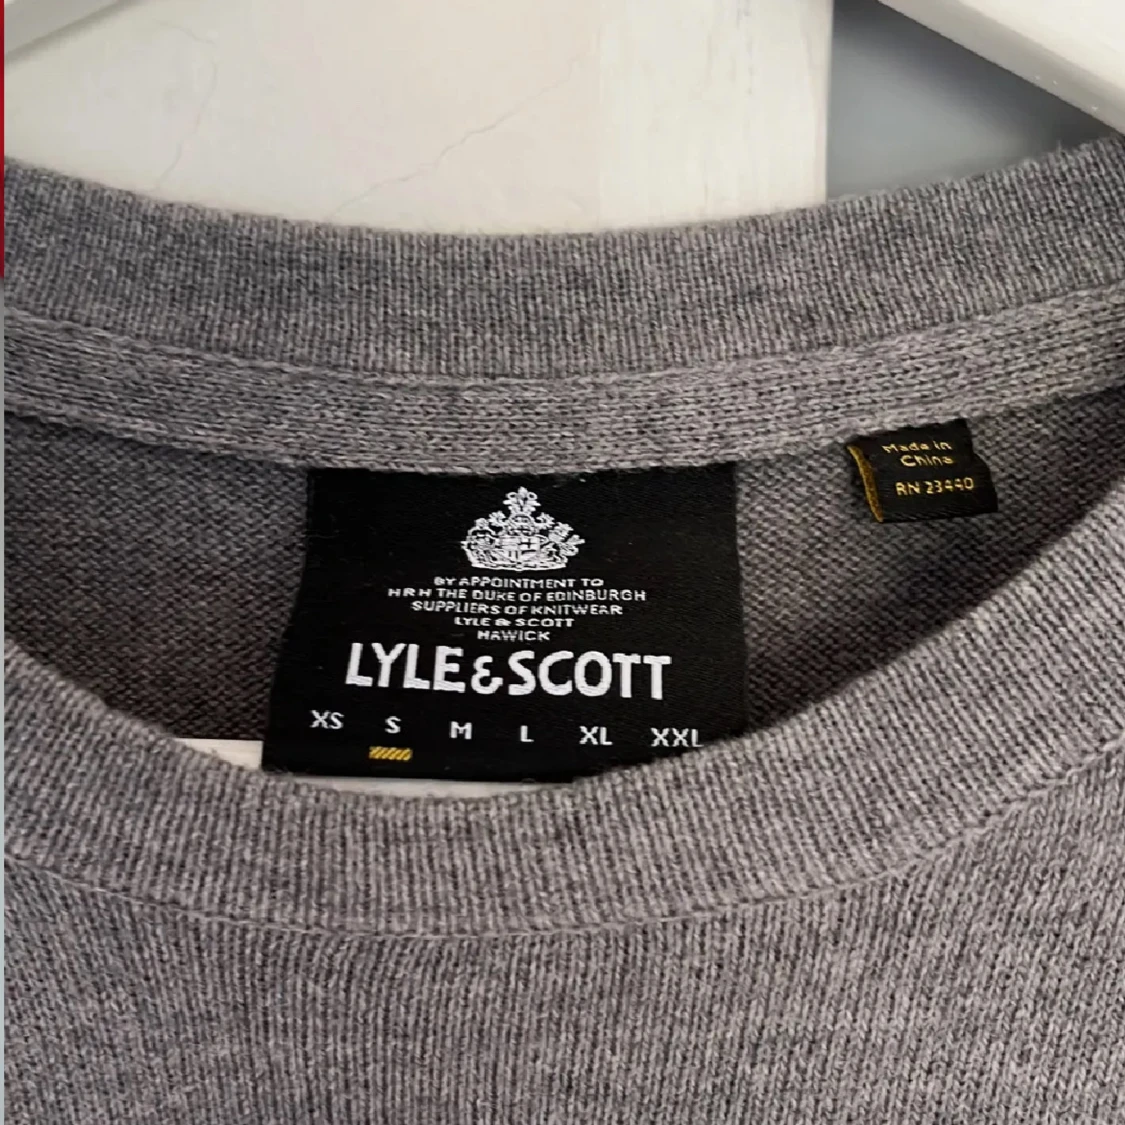 BY APPOINTMENT TO
HRH THE DUKE OF EDINBURGH
SUPPLIERS OF KNITWEAR
LYLE & SCOTT
HAWICK
LYLE & SCOTT
XS S M L XL XXL
Made in
China
RN 23440